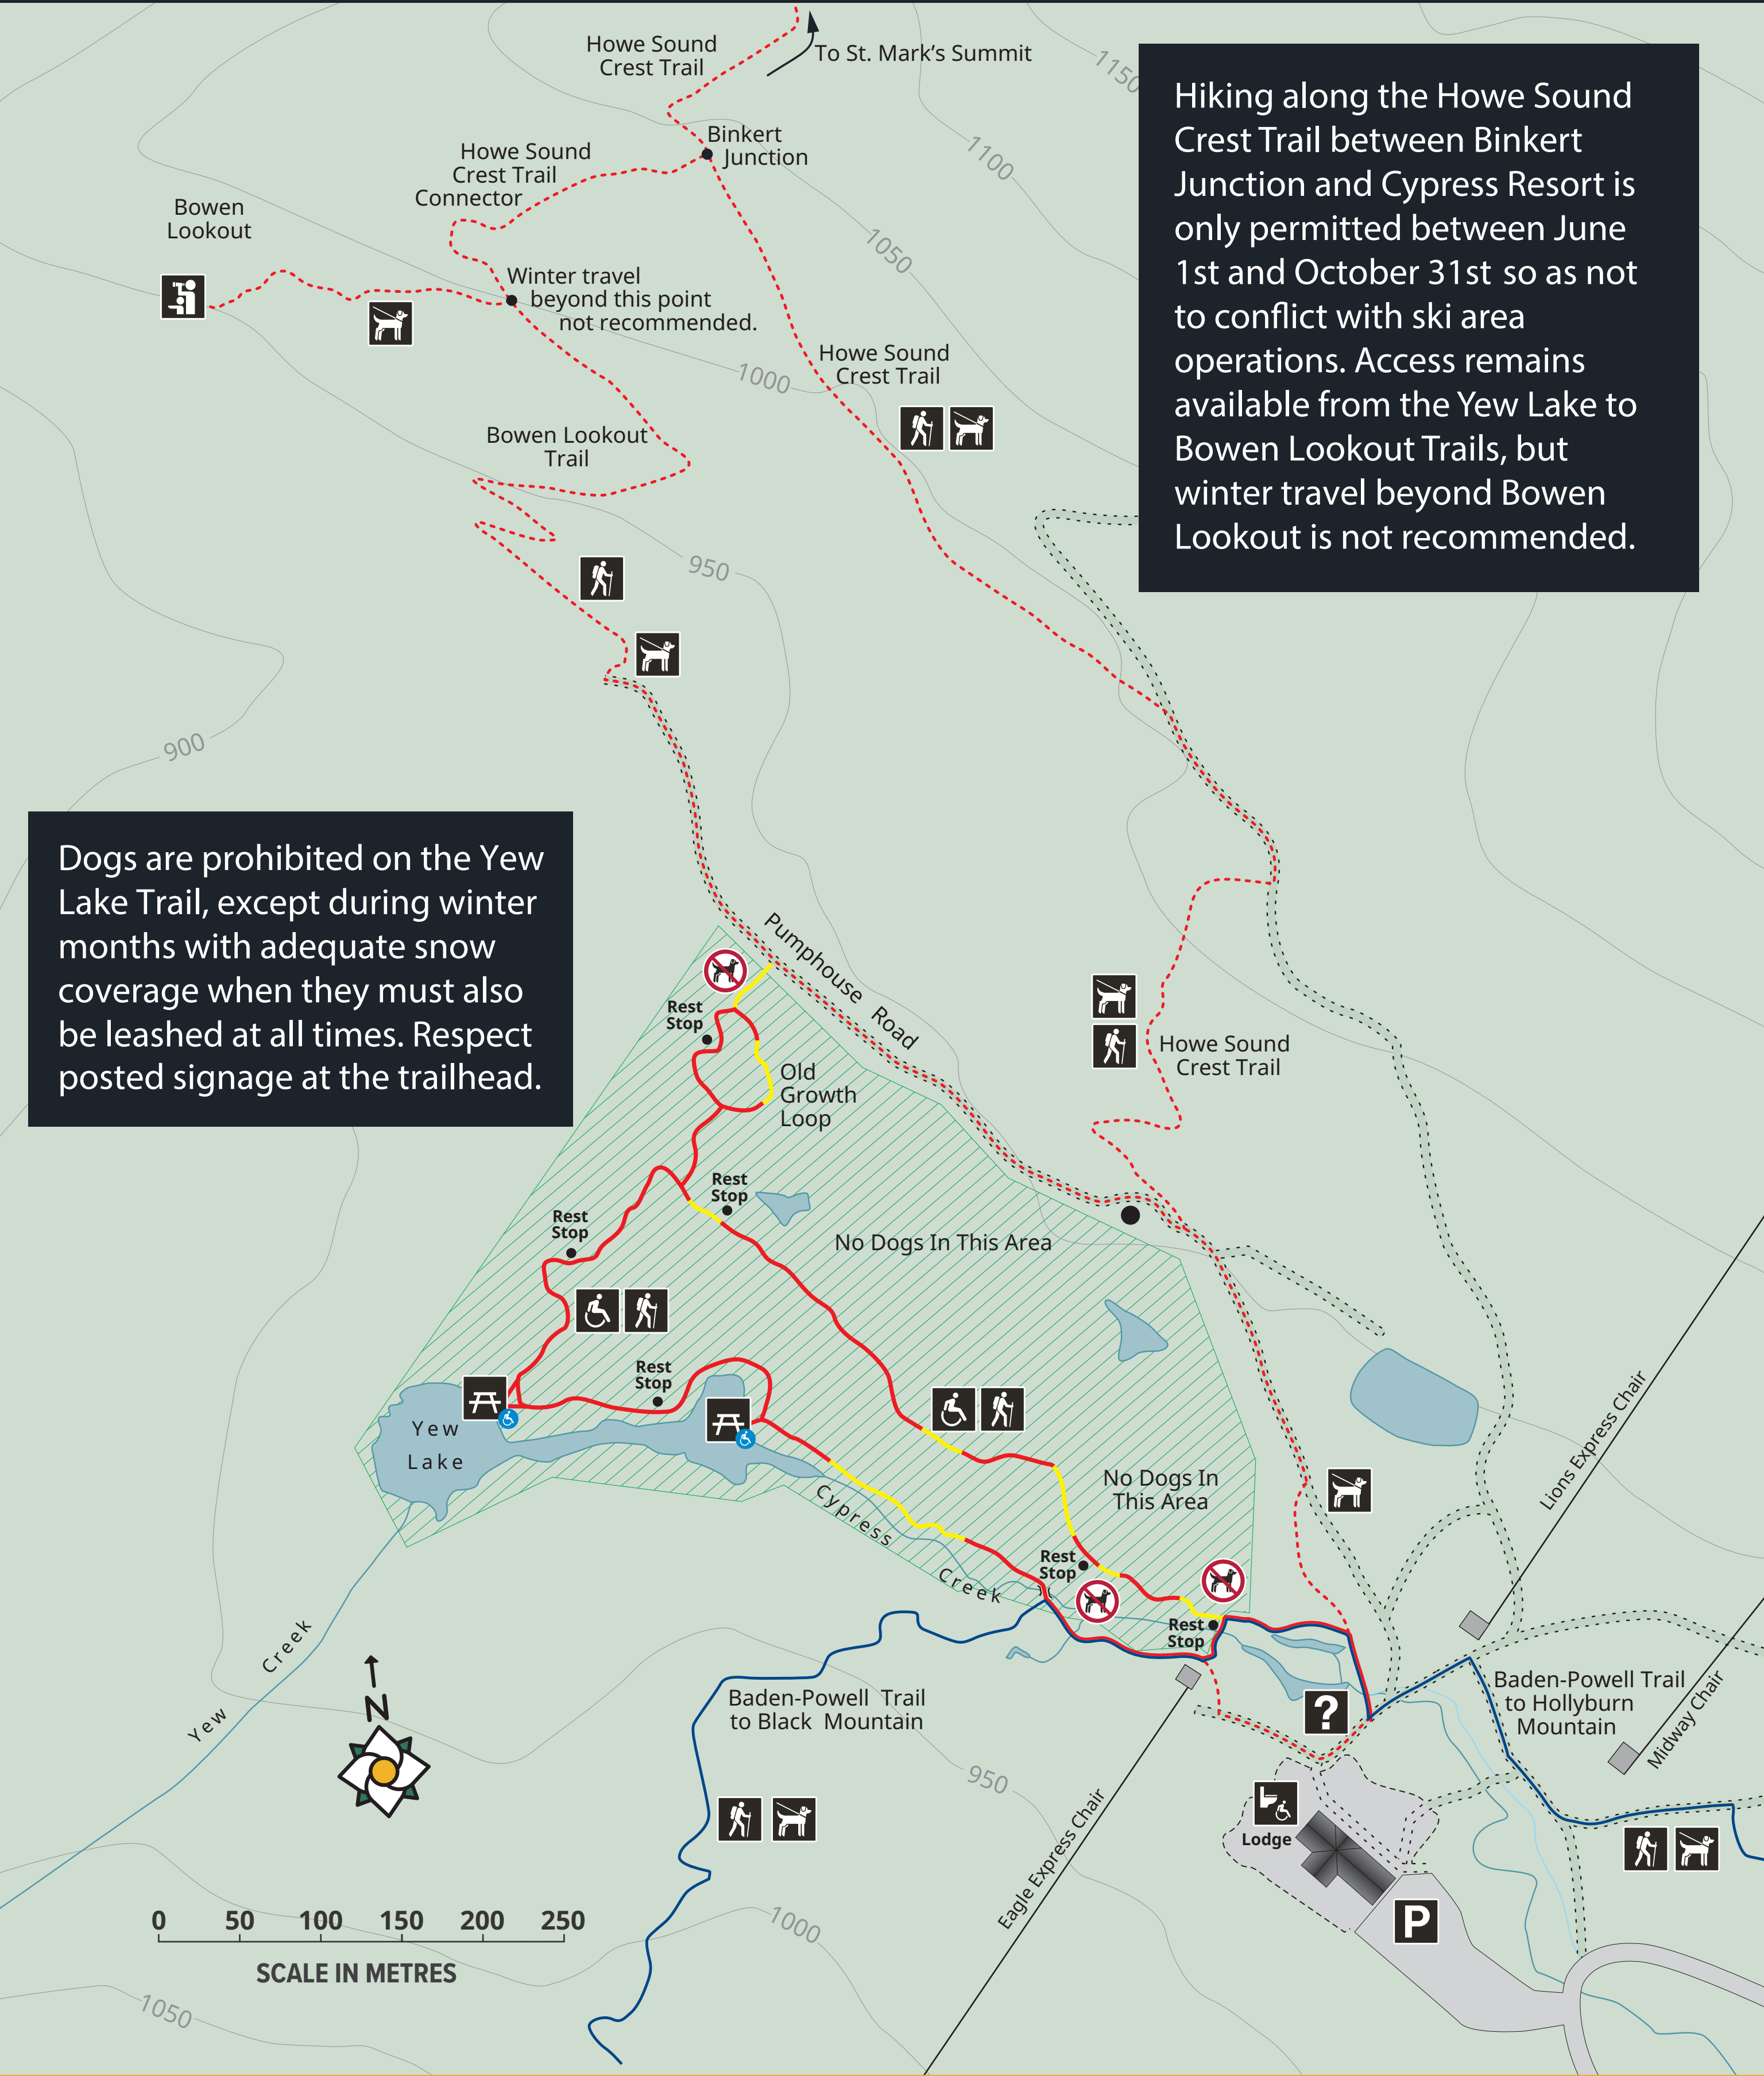 Howe Sound
Crest Trail
To St. Mark's Summit
1150
Hiking along the Howe Sound
Crest Trail between Binkert
Junction and Cypress Resort is
only permitted between June
1st and October 31st so as not
to conflict with ski area
operations. Access remains
available from the Yew Lake to
Bowen Lookout Trails, but
winter travel beyond Bowen
Lookout is not recommended.
Binkert
Junction
1100
Howe Sound
Crest Trail
Connector
Bowen
Lookout
1050
Winter travel
beyond this point
not recommended.
Howe Sound
Crest Trail
1000
Bowen Lookout
Trail
950
900
Dogs are prohibited on the Yew
Lake Trail, except during winter
months with adequate snow
coverage when they must also
be leashed at all times. Respect
posted signage at the trailhead.
Pumphouse Road
Rest
Stop
Howe Sound
Crest Trail
Old
Growth
Loop
Rest
Stop
Rest
Stop
No Dogs In This Area
Rest
Stop
Yew
Lake
Lions Express Chair
No Dogs In
This Area
Cypress
Creek
Rest
Stop
Rest
Stop
Yew Creek
N
Baden-Powell Trail
to Black Mountain
Baden-Powell Trail
to Hollyburn
Mountain
Midway Chair
?
950
Eagle Express Chair
Lodge
P
0 50 100 150 200 250
SCALE IN METRES
1000
1050